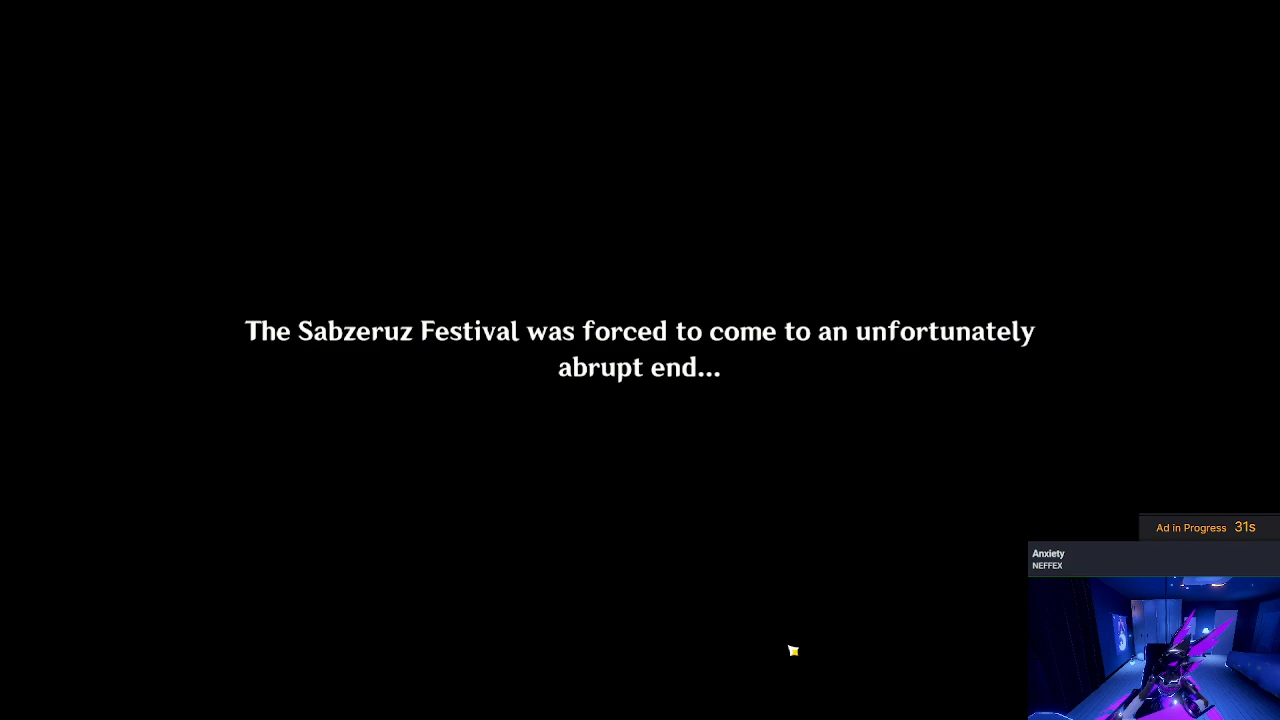 The Sabzeruz Festival was forced to come to an unfortunately
abrupt end...
Ad in Progress 31s
Anxiety
NEFFEX